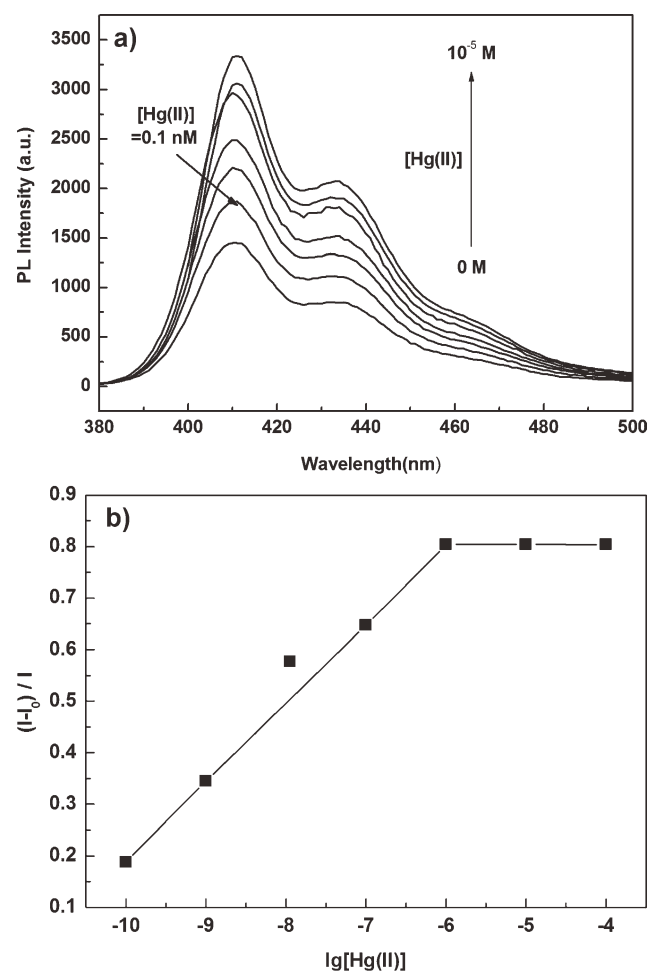 a)
3500
3000
2500
2000
1500
1000
500
0
PL Intensity (a.u.)
[Hg(II)]
=0.1 nM
10⁻⁵ M
[Hg(II)]
0 M
380 400 420 440 460 480 500
Wavelength(nm)
b)
0.9
0.8
0.7
0.6
0.5
0.4
0.3
0.2
0.1
(I-I₀) / I
-10 -9 -8 -7 -6 -5 -4
lg[Hg(II)]